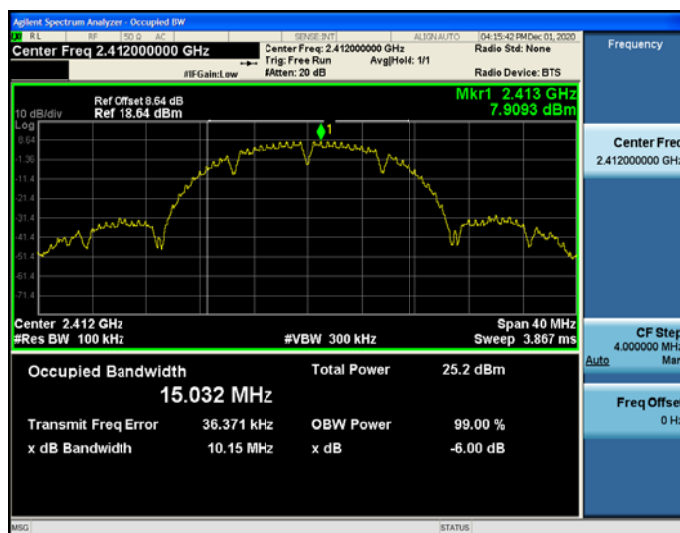 Agilent Spectrum Analyzer - Occupied BW
RL RF 50 Ω AC SENSE:INT ALIGN AUTO 04:15:42 PM Dec 01, 2020
Center Freq 2.412000000 GHz
Center Freq: 2.412000000 GHz
Radio Std: None
Trig: Free Run Avg|Hold: 1/1
#IFGain:Low
#Atten: 20 dB
Radio Device: BTS
Mkr1 2.413 GHz
7.9093 dBm
Ref Offset 8.64 dB
10 dB/div Ref 18.64 dBm
Log
1
8.64
-1.36
-11.4
-21.4
-31.4
-41.4
-51.4
-61.4
-71.4
Center 2.412 GHz Span 40 MHz
#Res BW 100 kHz #VBW 300 kHz Sweep 3.867 ms
Occupied Bandwidth Total Power 25.2 dBm
15.032 MHz
Transmit Freq Error 36.371 kHz OBW Power 99.00 %
x dB Bandwidth 10.15 MHz x dB -6.00 dB
MSG STATUS
Frequency
Center Freq
2.412000000 GHz
CF Step
4.000000 MHz
Auto Man
Freq Offset
0 Hz